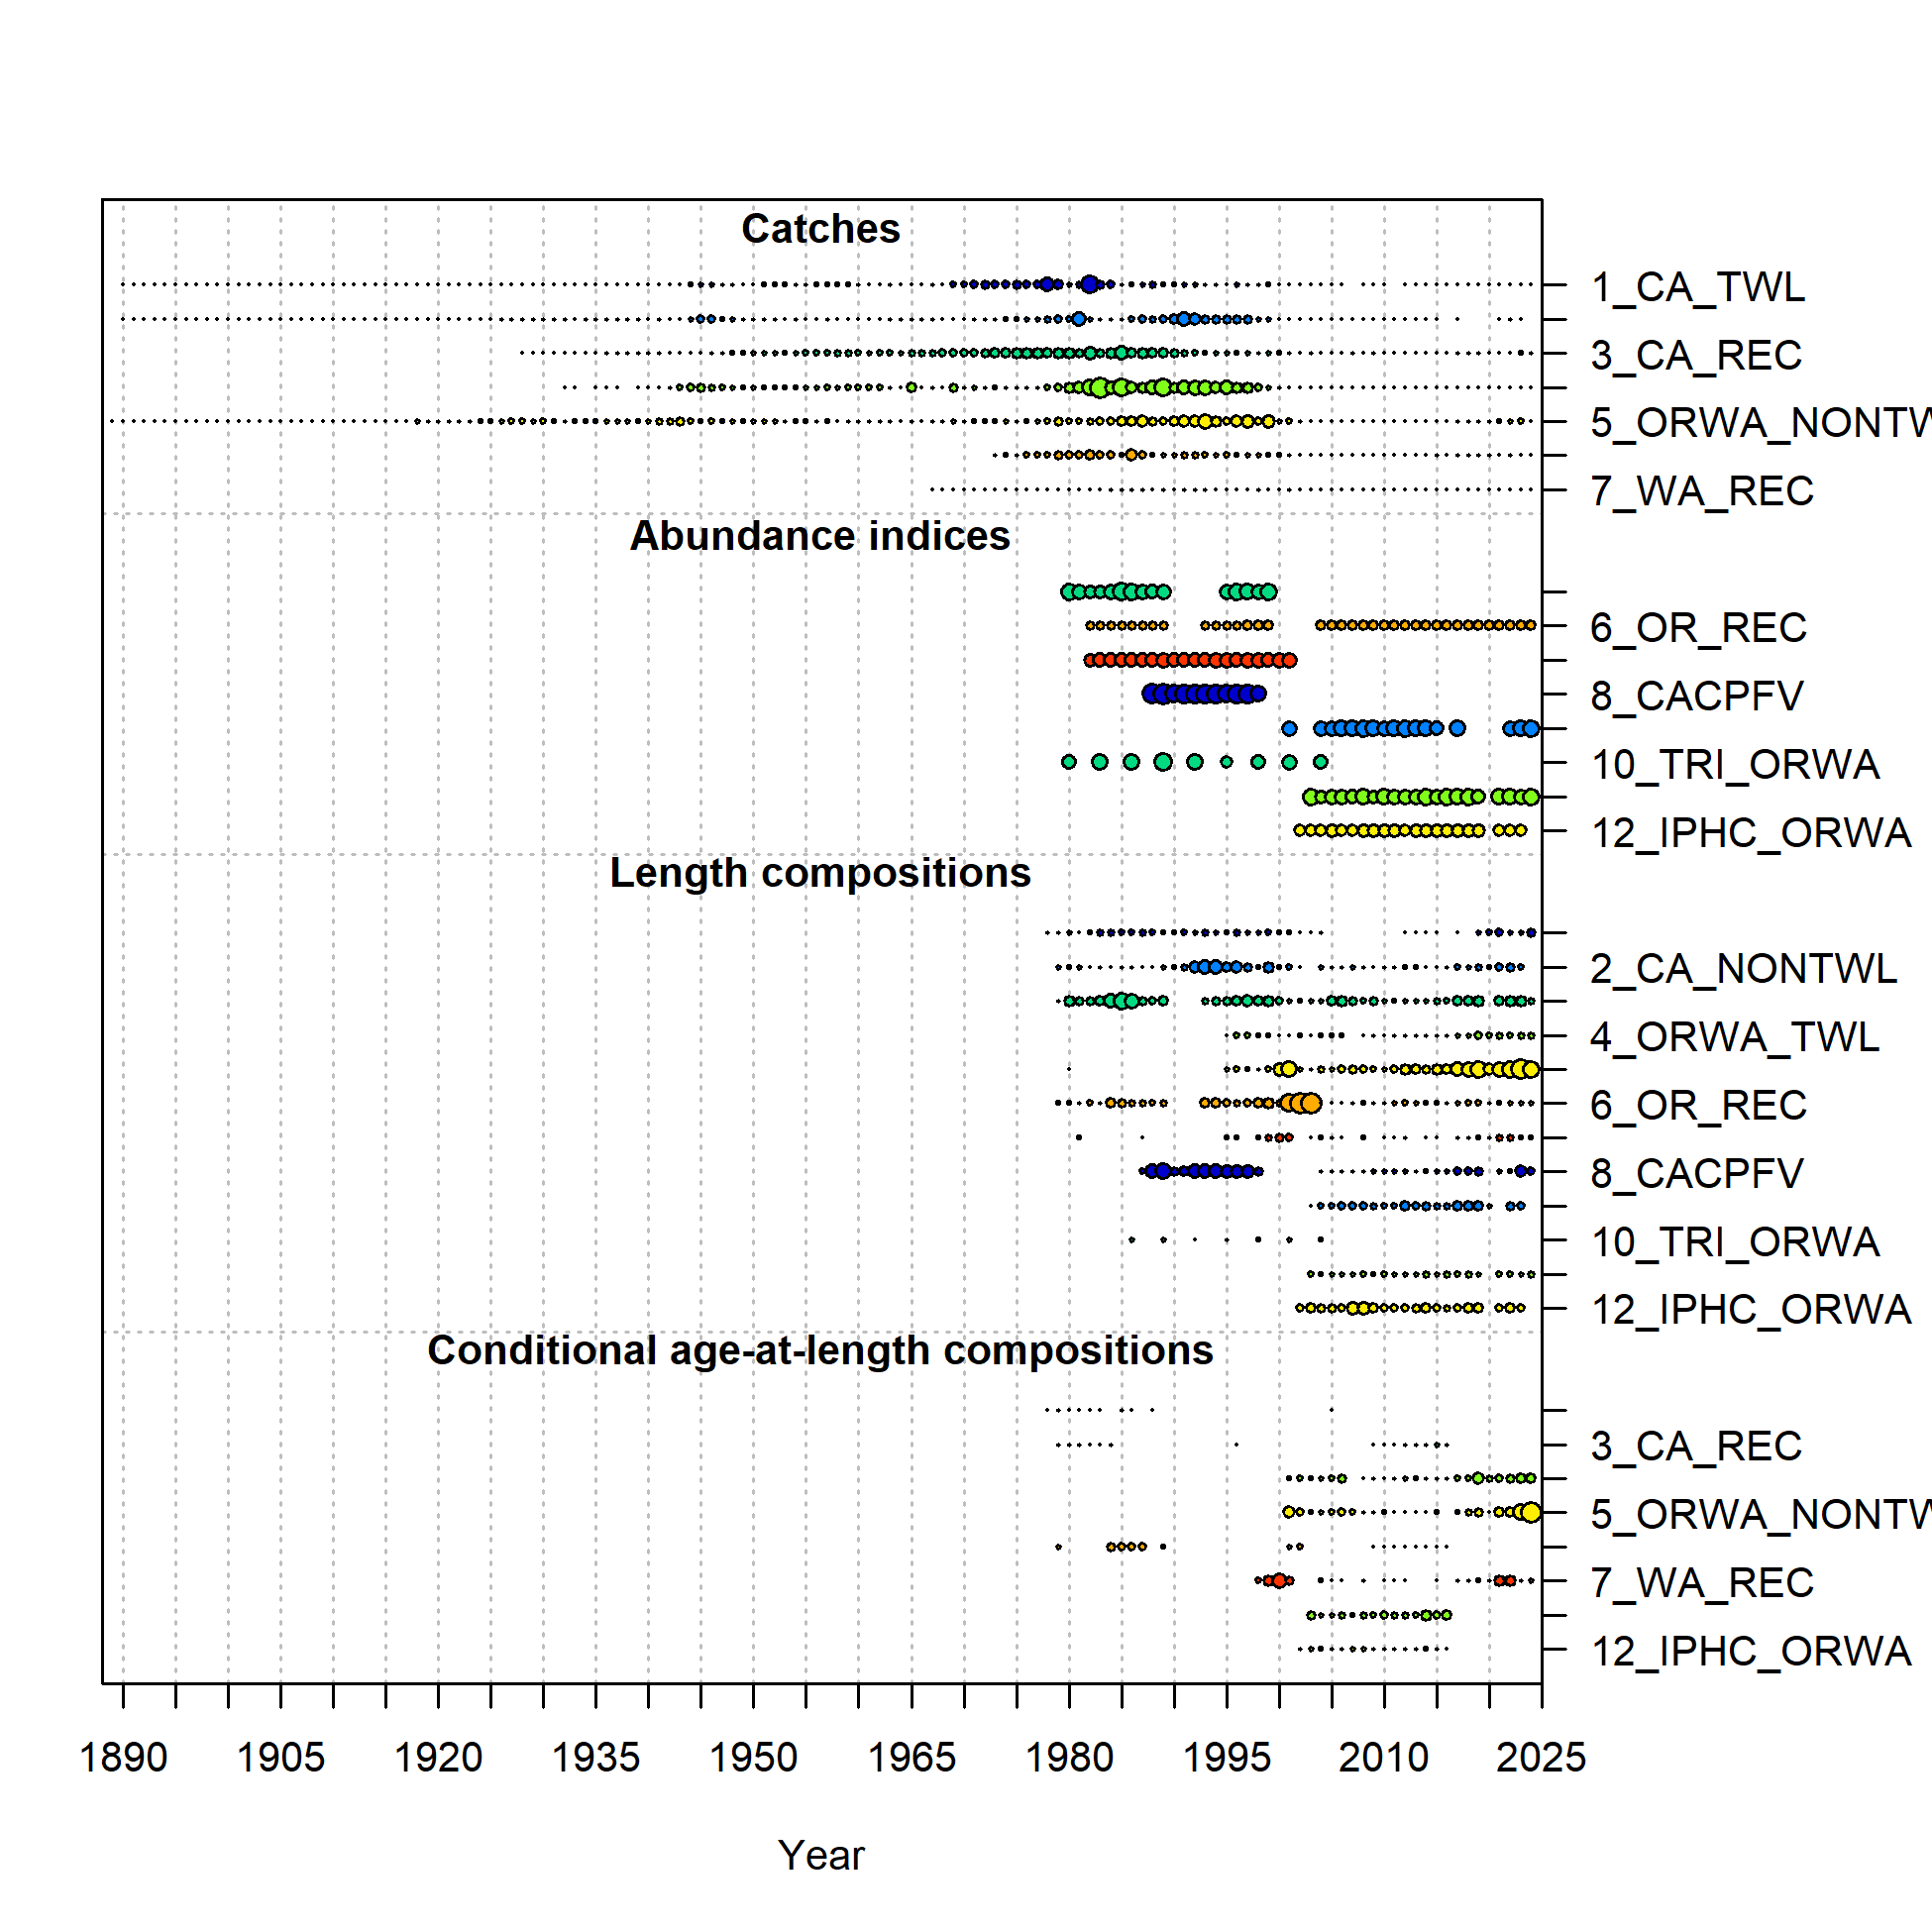 Catches
1_CA_TWL
3_CA_REC
5_ORWA_NONTW
7_WA_REC
Abundance indices
6_OR_REC
8_CACPFV
10_TRI_ORWA
12_IPHC_ORWA
Length compositions
2_CA_NONTWL
4_ORWA_TWL
6_OR_REC
8_CACPFV
10_TRI_ORWA
12_IPHC_ORWA
Conditional age-at-length compositions
3_CA_REC
5_ORWA_NONTW
7_WA_REC
12_IPHC_ORWA
1890 1905 1920 1935 1950 1965 1980 1995 2010 2025
Year